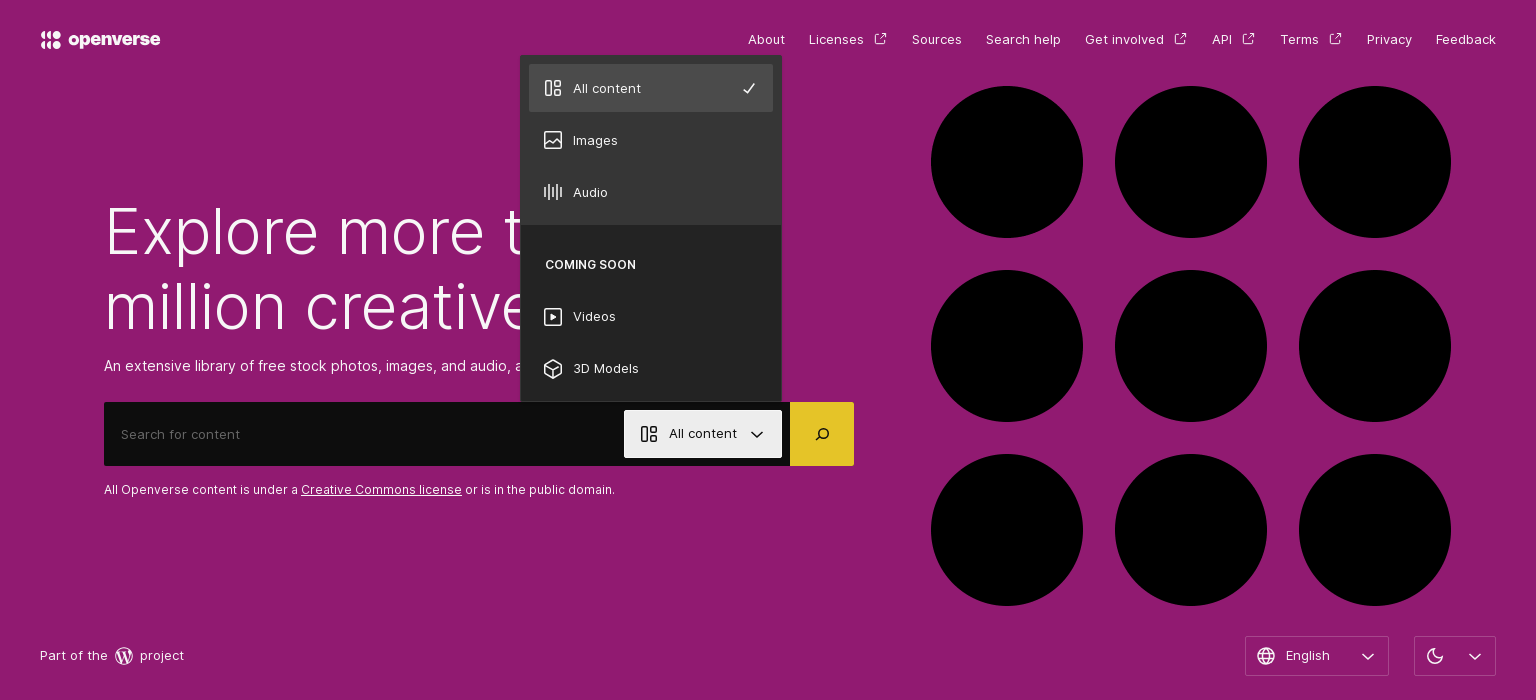 openverse
About
Licenses
Sources
Search help
Get involved
API
Terms
Privacy
Feedback
All content
Images
Audio
COMING SOON
Videos
3D Models
Explore more
million creative
An extensive library of free stock photos, images, and audio,
Search for content
All content
All Openverse content is under a Creative Commons license or is in the public domain.
Part of the project
English